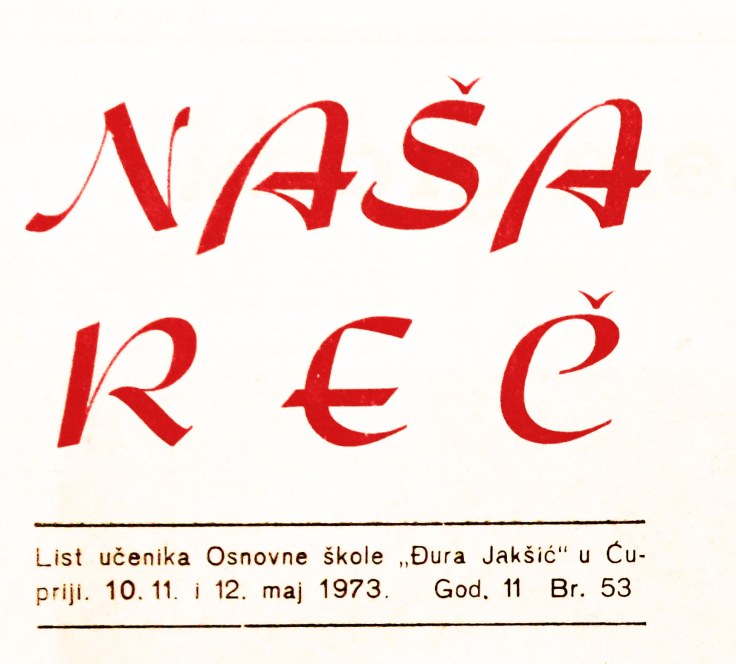 NAŠA
REČ
List učenika Osnovne škole „Đura Jakšić“ u Ću-
priji. 10. 11. i 12. maj 1973. God. 11 Br. 53